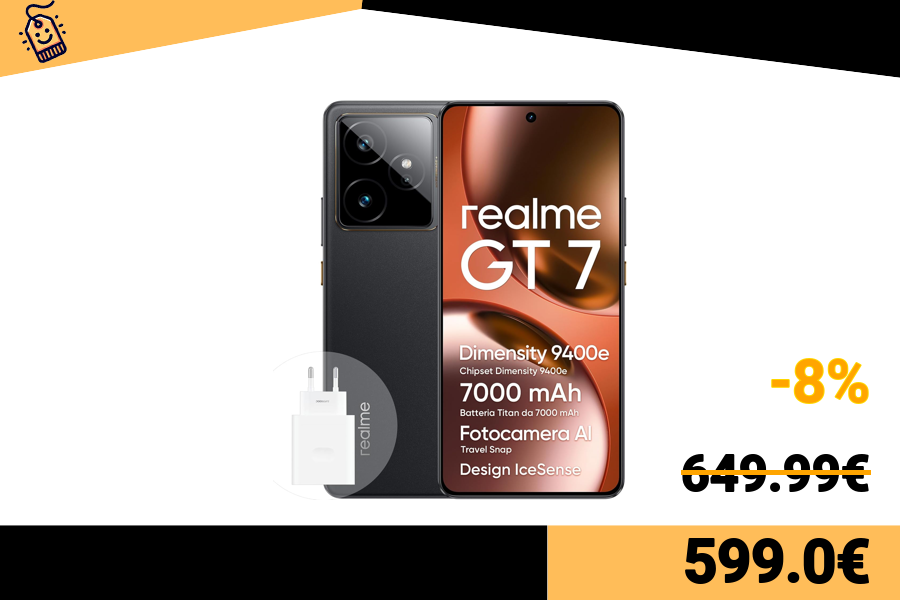 realme
GT 7
Dimensity 9400e
Chipset Dimensity 9400e
7000 mAh
Batteria Titan da 7000 mAh
Fotocamera AI
Travel Snap
Design IceSense
realme
-8%
649.99€
599.0€